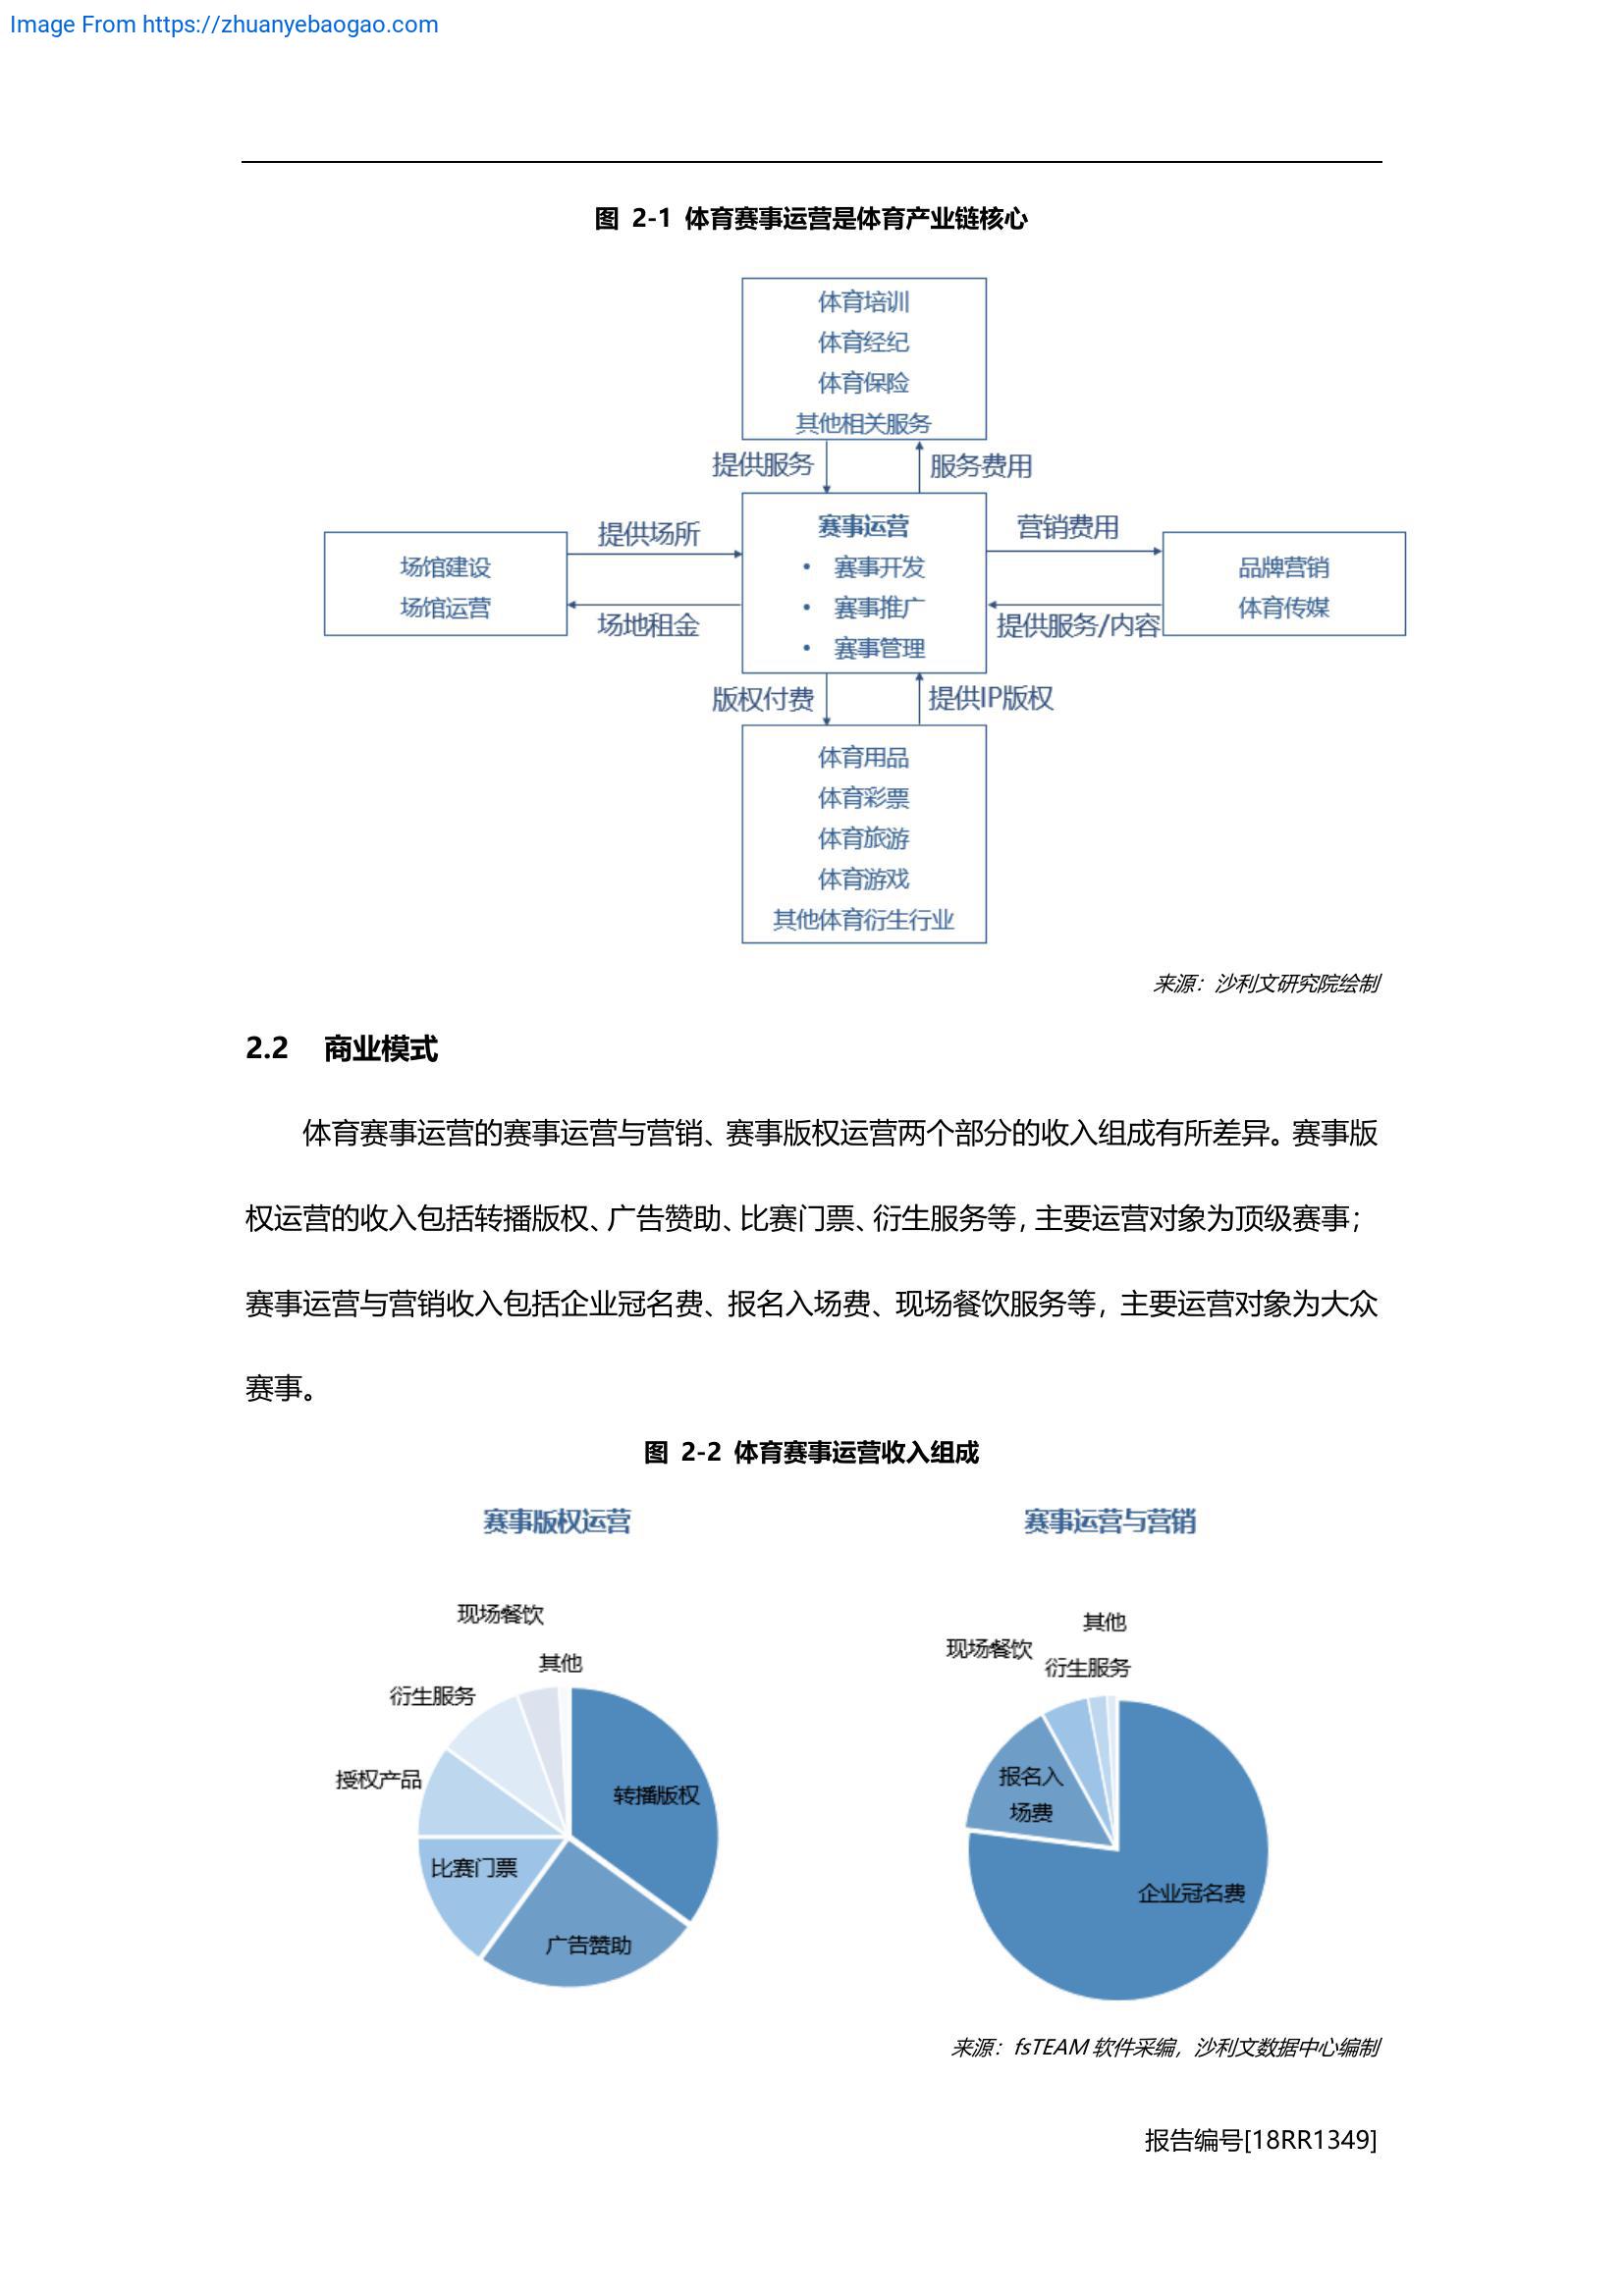 Image From https://zhuanyebaogao.com
图 2-1 体育赛事运营是体育产业链核心
体育培训
体育经纪
体育保险
其他相关服务
提供服务
服务费用
提供场所
场馆建设
场馆运营
场地租金
赛事运营
• 赛事开发
• 赛事推广
• 赛事管理
营销费用
品牌营销
体育传媒
提供服务/内容
版权付费
提供IP版权
体育用品
体育彩票
体育旅游
体育游戏
其他体育衍生行业
来源：沙利文研究院绘制
2.2 商业模式
体育赛事运营的赛事运营与营销、赛事版权运营两个部分的收入组成有所差异。赛事版
权运营的收入包括转播版权、广告赞助、比赛门票、衍生服务等，主要运营对象为顶级赛事；
赛事运营与营销收入包括企业冠名费、报名入场费、现场餐饮服务等，主要运营对象为大众
赛事。
图 2-2 体育赛事运营收入组成
赛事版权运营
现场餐饮
其他
衍生服务
授权产品
转播版权
比赛门票
广告赞助
赛事运营与营销
其他
现场餐饮
衍生服务
报名入
场费
企业冠名费
来源：fsTEAM 软件采编，沙利文数据中心编制
报告编号[18RR1349]